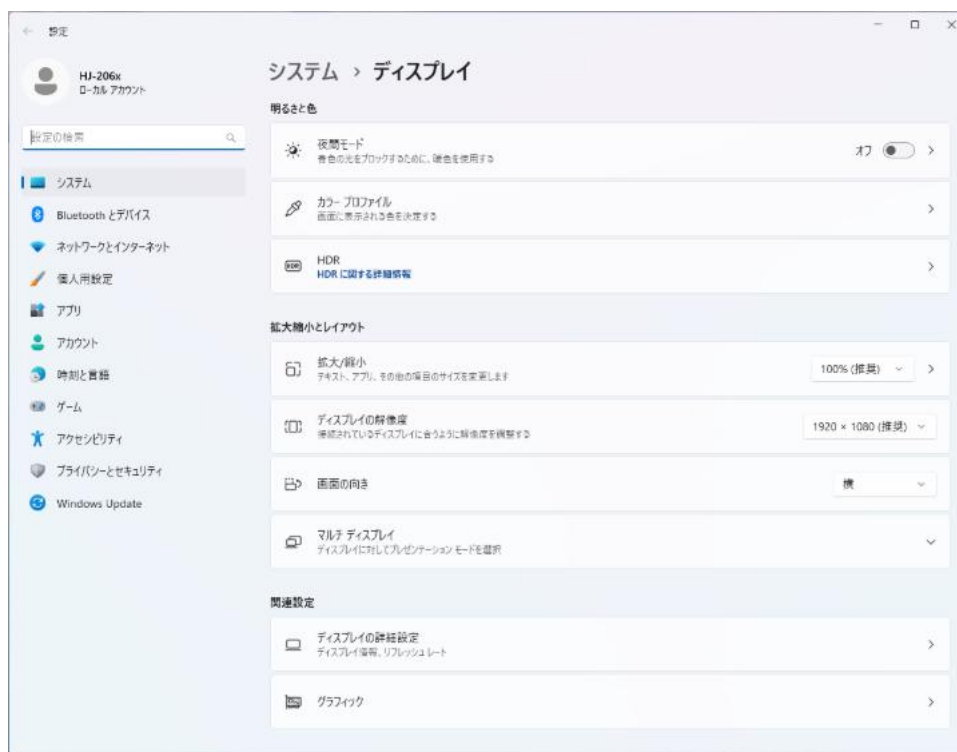 設定
HJ-206x
ローカル アカウント
設定の検索
システム
Bluetooth とデバイス
ネットワークとインターネット
個人用設定
アプリ
アカウント
時刻と言語
ゲーム
アクセシビリティ
プライバシーとセキュリティ
Windows Update
システム › ディスプレイ
明るさと色
夜間モード
青色の光をブロックするために、暖色を使用する
オフ
カラー プロファイル
画面に表示される色を決定する
HDR
HDR に関する詳細情報
拡大縮小とレイアウト
拡大/縮小
テキスト、アプリ、その他の項目のサイズを変更します
100% (推奨)
ディスプレイの解像度
接続されているディスプレイに合うように解像度を調整する
1920 × 1080 (推奨)
画面の向き
横
マルチ ディスプレイ
ディスプレイに対してプレゼンテーション モードを選択
関連設定
ディスプレイの詳細設定
ディスプレイ情報、リフレッシュ レート
グラフィック